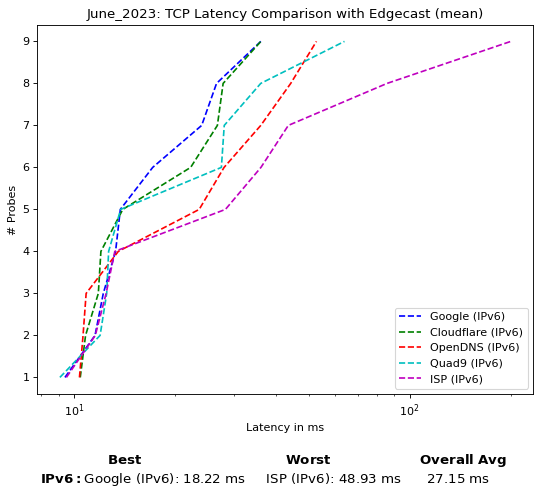 June_2023: TCP Latency Comparison with Edgecast (mean)
# Probes
9
8
7
6
5
4
3
2
1
Google (IPv6)
Cloudflare (IPv6)
OpenDNS (IPv6)
Quad9 (IPv6)
ISP (IPv6)
10¹ 10²
Latency in ms
Best Worst Overall Avg
IPv6: Google (IPv6): 18.22 ms ISP (IPv6): 48.93 ms 27.15 ms